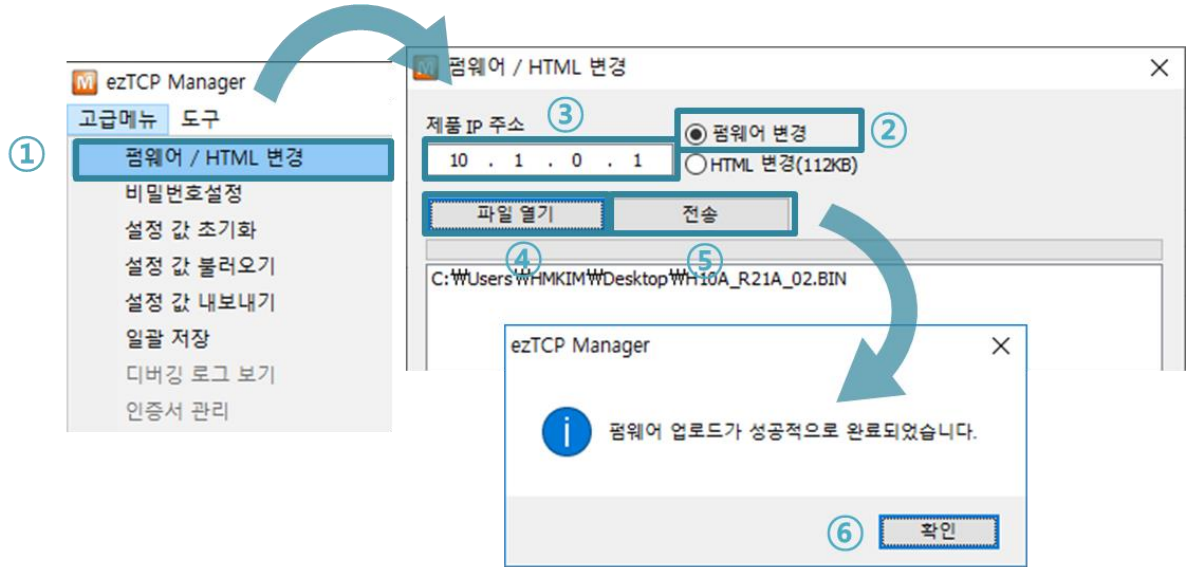 ezTCP Manager
고급메뉴 도구
① 펌웨어 / HTML 변경
비밀번호설정
설정 값 초기화
설정 값 불러오기
설정 값 내보내기
일괄 저장
디버깅 로그 보기
인증서 관리
펌웨어 / HTML 변경
제품 IP 주소 ③
펌웨어 변경 ②
10 . 1 . 0 . 1
HTML 변경(112KB)
파일 열기 전송
④ ⑤
C:₩Users₩HMKIM₩Desktop₩H10A_R21A_02.BIN
ezTCP Manager
펌웨어 업로드가 성공적으로 완료되었습니다.
⑥ 확인